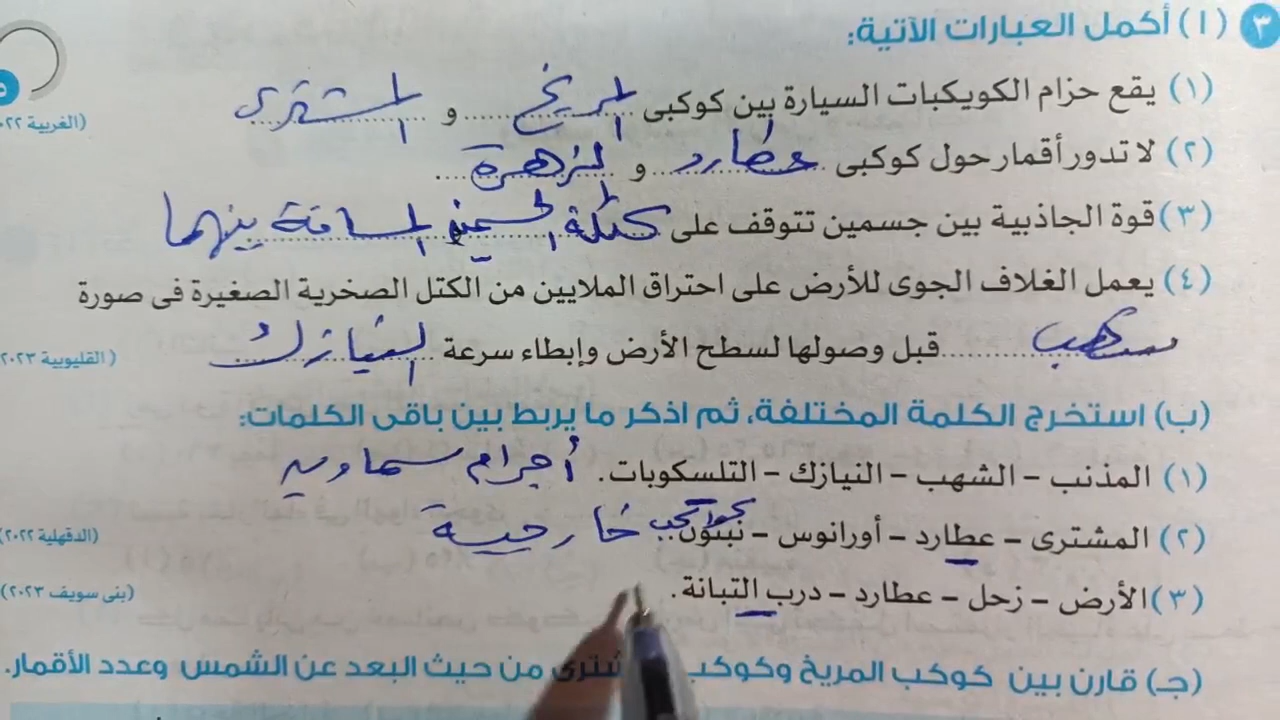 ٣ (ا) أكمل العبارات الآتية:
(١) يقع حزام الكويكبات السيارة بين كوكبى المريخ و المشترى (الغربية
(٢) لا تدور أقمار حول كوكبى عطارد و الزهرة
(٣) قوة الجاذبية بين جسمين تتوقف على كتلة الجسمين و المسافة بينهما
(٤) يعمل الغلاف الجوى للأرض على احتراق الملايين من الكتل الصخرية الصغيرة فى صورة
شهب قبل وصولها لسطح الأرض وإبطاء سرعة النيازك (القليوبية ٢٠٢٣
(ب) استخرج الكلمة المختلفة، ثم اذكر ما يربط بين باقى الكلمات:
(١) المذنب – الشهب – النيازك – التلسكوبات. أجرام سماوية
(٢) المشترى – عطارد – أورانوس – نبتون. كواكب خارجية (الدقهلية ٢٠٢٢
(٣) الأرض – زحل – عطارد – درب التبانة. (بنى سويف ٢٠٢٣)
(جـ) قارن بين كوكب المريخ وكوكب من حيث البعد عن الشمس وعدد الأقمار.